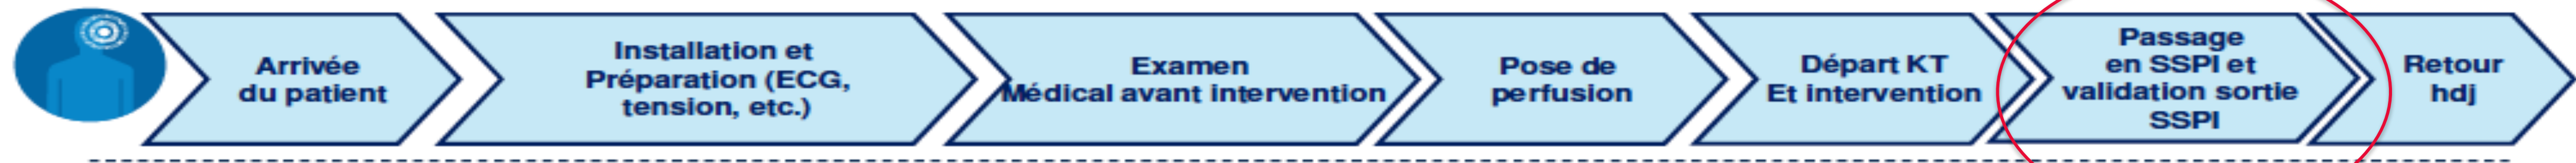 Arrivée
du patient
Installation et
Préparation (ECG,
tension, etc.)
Examen
Médical avant intervention
Pose de
perfusion
Départ KT
Et intervention
Passage
en SSPI et
validation sortie
SSPI
Retour
hdj